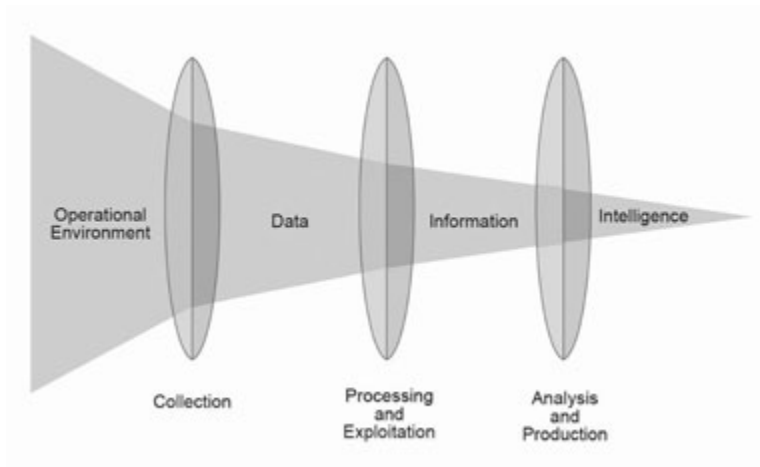 Operational
Environment
Data
Information
Intelligence
Collection
Processing
and
Exploitation
Analysis
and
Production